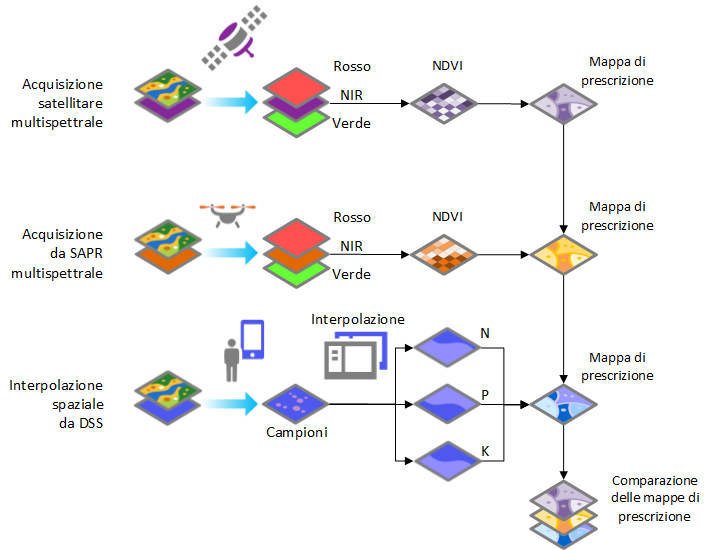 Acquisizione
satellitare
multispettrale
Rosso
NIR
Verde
NDVI
Mappa di
prescrizione
Acquisizione
da SAPR
multispettrale
Rosso
NIR
Verde
NDVI
Mappa di
prescrizione
Interpolazione
spaziale
da DSS
Campioni
Interpolazione
N
P
K
Mappa di
prescrizione
Comparazione
delle mappe di
prescrizione